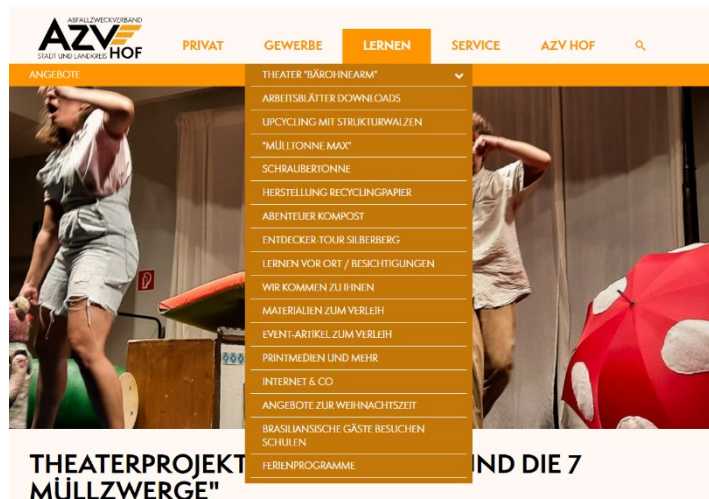 ABFALLZWECKVERBAND
AZV
STADT UND LANDKREIS HOF
PRIVAT
GEWERBE
LERNEN
SERVICE
AZV HOF
ANGEBOTE
THEATER "BÄROHNEARM"
ARBEITSBLÄTTER DOWNLOADS
UPCYCLING MIT STRUKTURWALZEN
"MÜLLTONNE MAX"
SCHRAUBERTONNE
HERSTELLUNG RECYCLINGPAPIER
ABENTEUER KOMPOST
ENTDECKER-TOUR SILBERBERG
LERNEN VOR ORT / BESICHTIGUNGEN
WIR KOMMEN ZU IHNEN
MATERIALIEN ZUM VERLEIH
EVENT-ARTIKEL ZUM VERLEIH
PRINTMEDIEN UND MEHR
INTERNET & CO
ANGEBOTE ZUR WEIHNACHTSZEIT
BRASILIANSISCHE GÄSTE BESUCHEN
SCHULEN
FERIENPROGRAMME
THEATERPROJEKT UND DIE 7
MÜLLZWERGE"